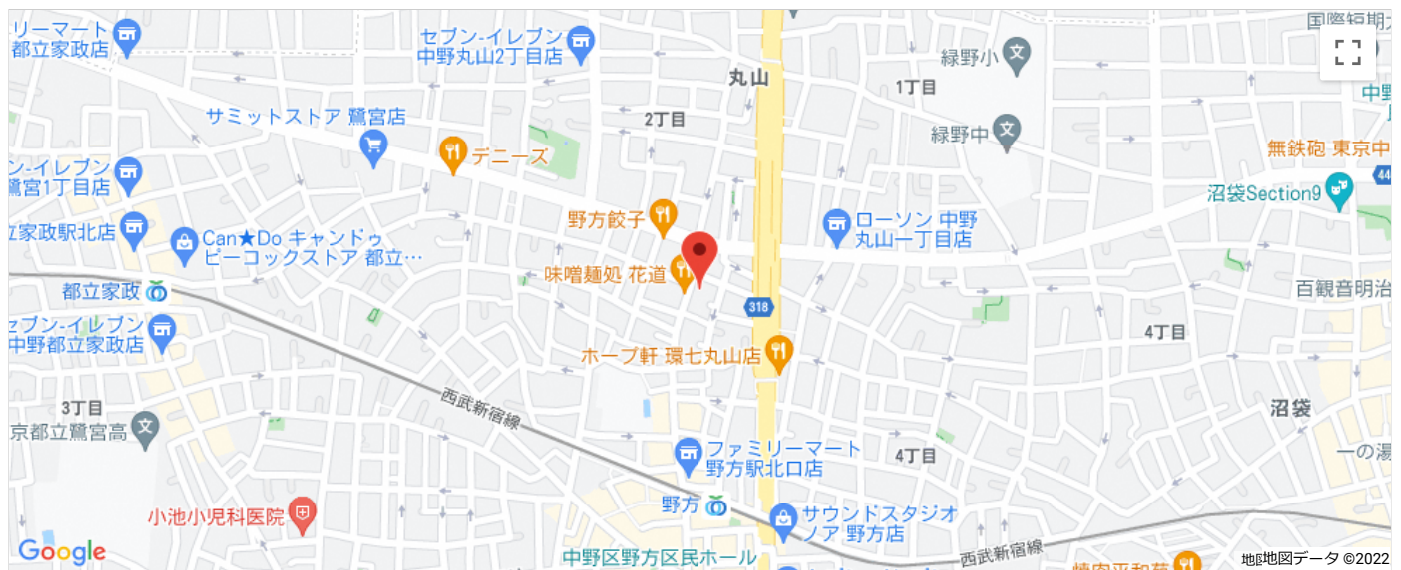 リーマート
都立家政店
セブン-イレブン
中野丸山2丁目店
丸山
緑野小
国際短期大
サミットストア 鷺宮店
2丁目
1丁目
緑野中
中野
デニーズ
無鉄砲 東京中
ン-イレブン
鷺宮1丁目店
44
沼袋Section9
立家政駅北店
Can★Do キャンドゥ
ピーコックストア 都立…
野方餃子
ローソン 中野
丸山一丁目店
味噌麺処 花道
都立家政
318
百観音明治
セブン-イレブン
中野都立家政店
4丁目
ホープ軒 環七丸山店
西武新宿線
3丁目
京都立鷺宮高
沼袋
ファミリーマート
野方駅北口店
4丁目
一の湯
野方
小池小児科医院
サウンドスタジオ
ノア 野方店
西武新宿線
Google
中野区野方区民ホール
焼肉平和苑
地図データ ©2022